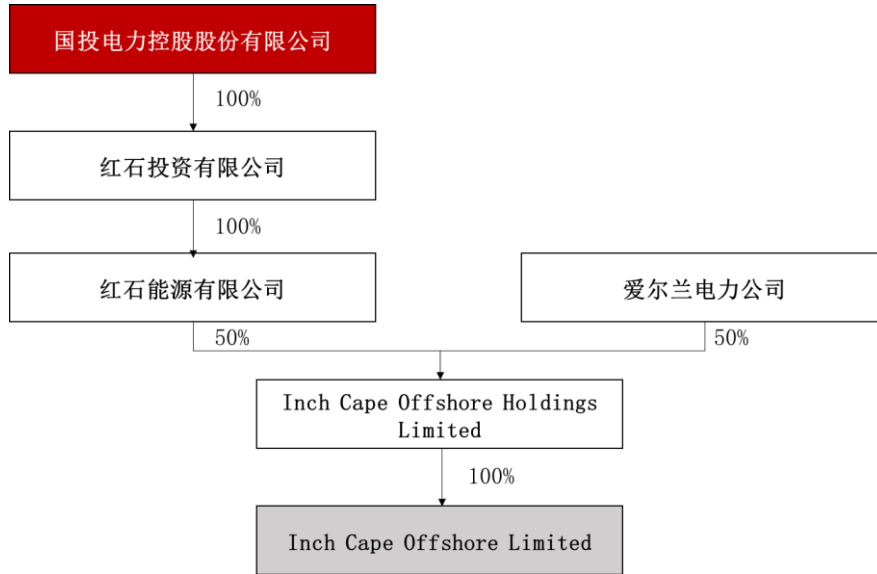 国投电力控股股份有限公司
100%
红石投资有限公司
100%
红石能源有限公司
爱尔兰电力公司
50%
50%
Inch Cape Offshore Holdings
Limited
100%
Inch Cape Offshore Limited